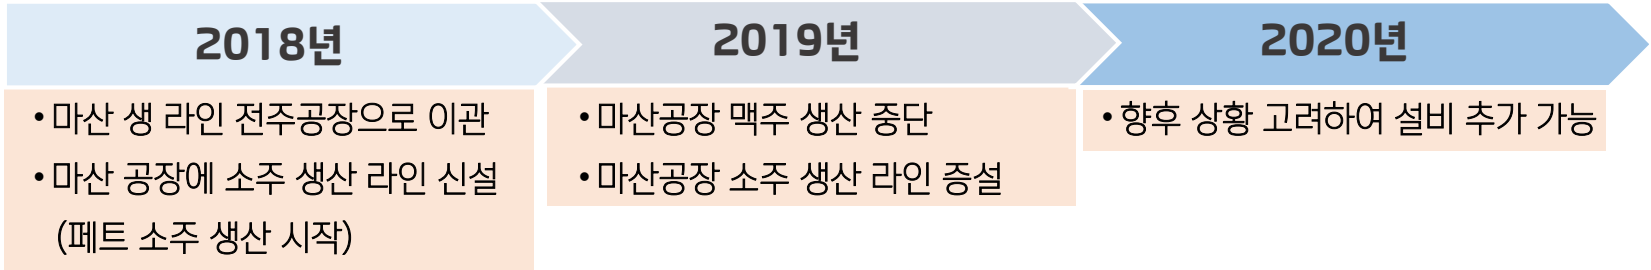 2018년
• 마산 생 라인 전주공장으로 이관
• 마산 공장에 소주 생산 라인 신설
(페트 소주 생산 시작)
2019년
• 마산공장 맥주 생산 중단
• 마산공장 소주 생산 라인 증설
2020년
• 향후 상황 고려하여 설비 추가 가능